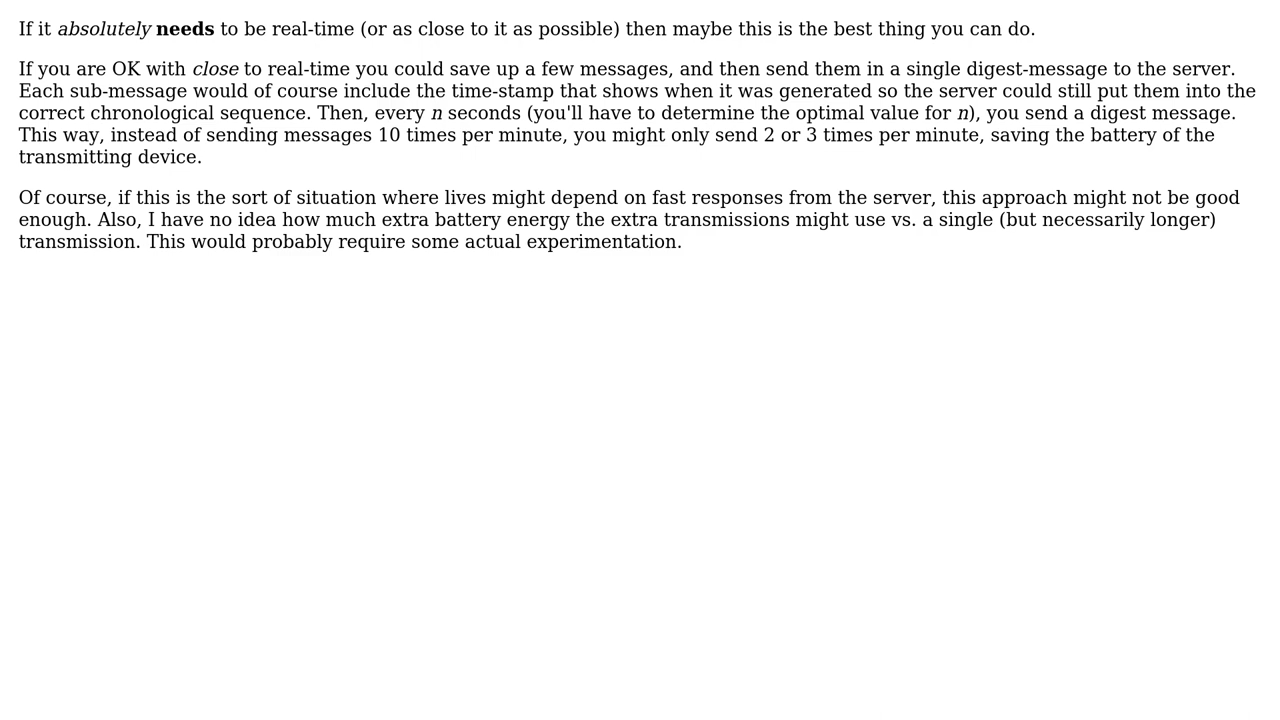 If it absolutely needs to be real-time (or as close to it as possible) then maybe this is the best thing you can do.
If you are OK with close to real-time you could save up a few messages, and then send them in a single digest-message to the server.
Each sub-message would of course include the time-stamp that shows when it was generated so the server could still put them into the
correct chronological sequence. Then, every n seconds (you'll have to determine the optimal value for n), you send a digest message.
This way, instead of sending messages 10 times per minute, you might only send 2 or 3 times per minute, saving the battery of the
transmitting device.
Of course, if this is the sort of situation where lives might depend on fast responses from the server, this approach might not be good
enough. Also, I have no idea how much extra battery energy the extra transmissions might use vs. a single (but necessarily longer)
transmission. This would probably require some actual experimentation.